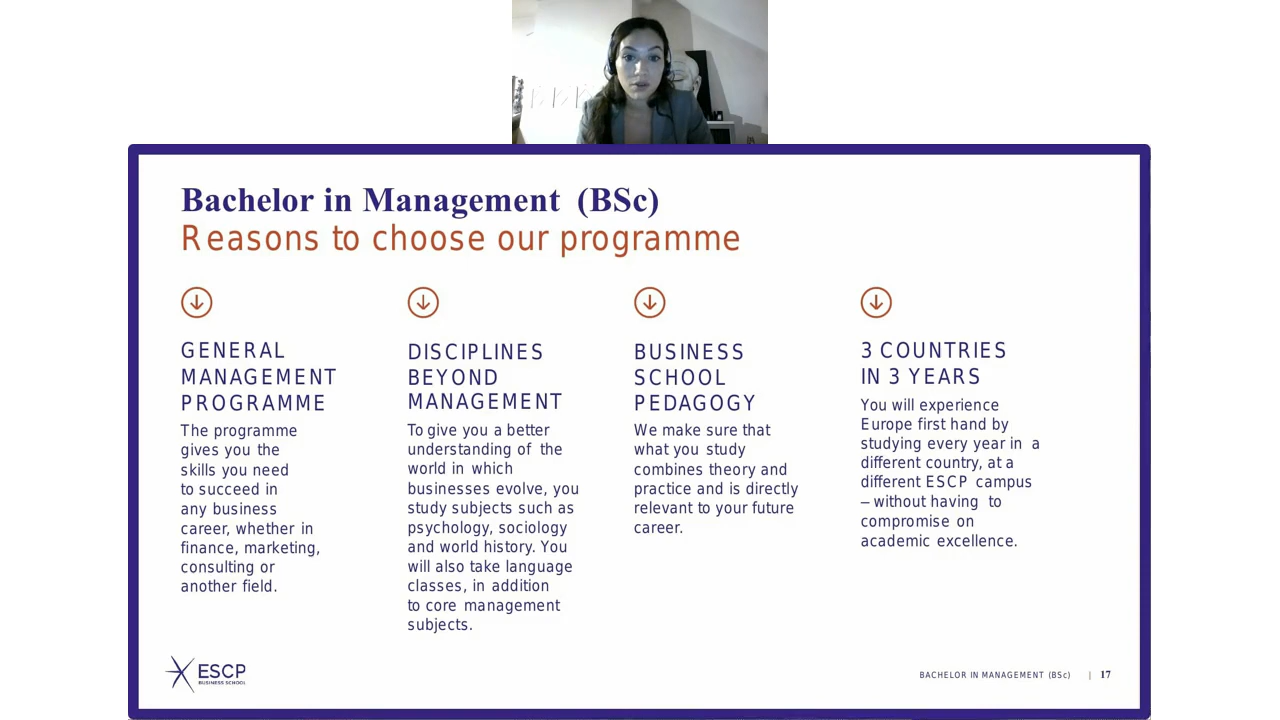 Bachelor in Management (BSc)
Reasons to choose our programme
GENERAL
MANAGEMENT
PROGRAMME
The programme
gives you the
skills you need
to succeed in
any business
career, whether in
finance, marketing,
consulting or
another field.
DISCIPLINES
BEYOND
MANAGEMENT
To give you a better
understanding of the
world in which
businesses evolve, you
study subjects such as
psychology, sociology
and world history. You
will also take language
classes, in addition
to core management
subjects.
BUSINESS
SCHOOL
PEDAGOGY
We make sure that
what you study
combines theory and
practice and is directly
relevant to your future
career.
3 COUNTRIES
IN 3 YEARS
You will experience
Europe first hand by
studying every year in a
different country, at a
different ESCP campus
– without having to
compromise on
academic excellence.
ESCP
BUSINESS SCHOOL
BACHELOR IN MANAGEMENT (BSc) | 17